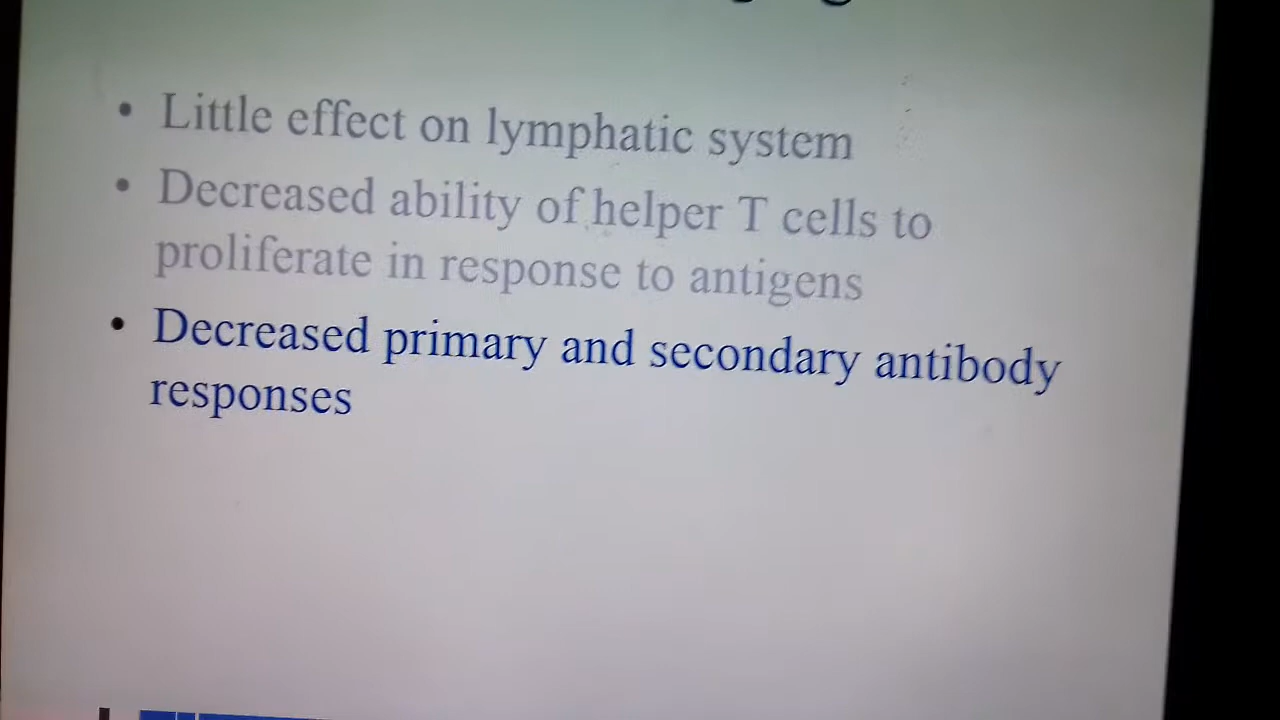 • Little effect on lymphatic system
• Decreased ability of helper T cells to
proliferate in response to antigens
• Decreased primary and secondary antibody
responses